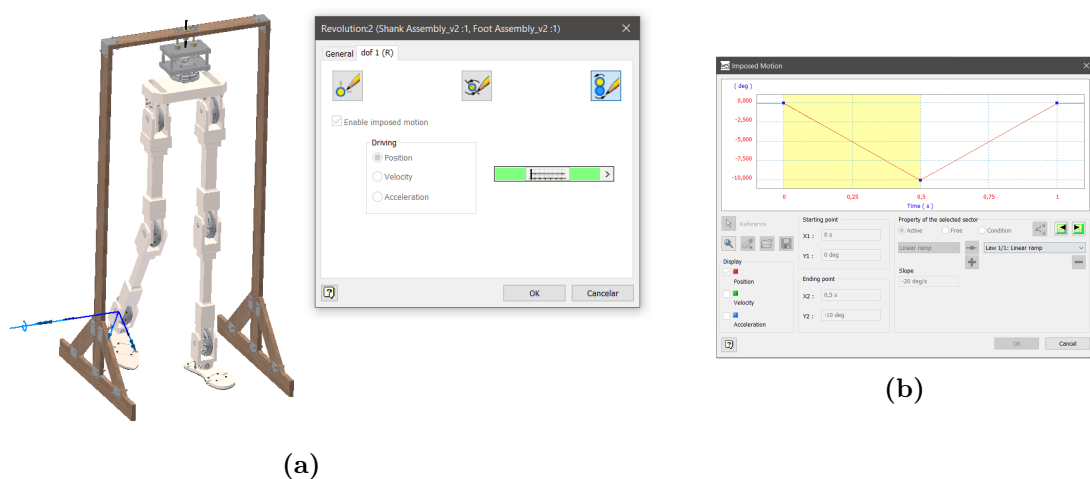 Revolution:2 (Shank Assembly_v2 :1, Foot Assembly_v2 :1)
General dof 1 (R)
Enable imposed motion
Driving
Position
Velocity
Acceleration
OK Cancelar
(a)
Imposed Motion
( deg )
0,000
-2,500
-5,000
-7,500
-10,000
0 0,25 0,5 0,75 1
Time ( s )
Reference
Display
Position
Velocity
Acceleration
Starting point
X1 : 0 s
Y1 : 0 deg
Ending point
X2 : 0,5 s
Y2 : -10 deg
Property of the selected sector
Active Free Condition
Linear ramp Law 1/1: Linear ramp
Slope
-20 deg/s
OK Cancel
(b)